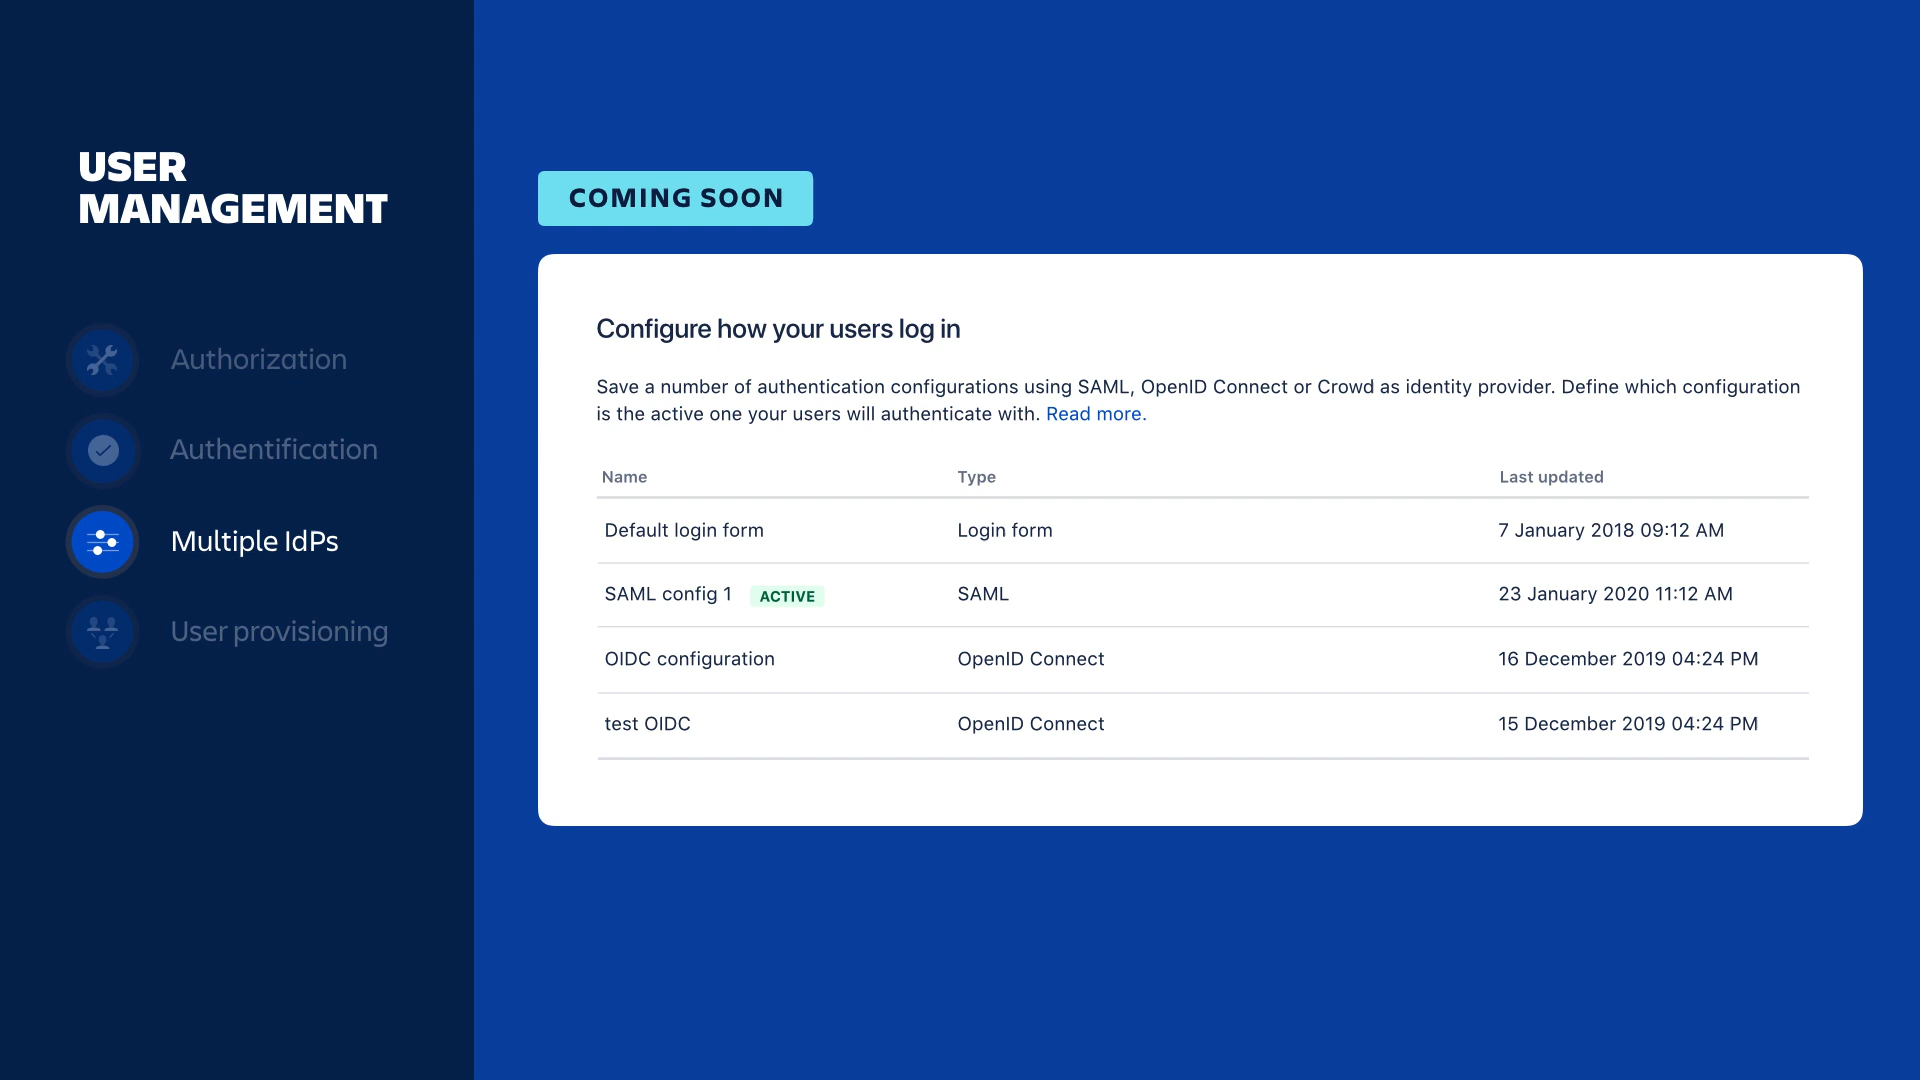 USER
MANAGEMENT
Authorization
Authentification
Multiple IdPs
User provisioning
COMING SOON
Configure how your users log in
Save a number of authentication configurations using SAML, OpenID Connect or Crowd as identity provider. Define which configuration
is the active one your users will authenticate with. Read more.
Name Type Last updated
Default login form Login form 7 January 2018 09:12 AM
SAML config 1 ACTIVE SAML 23 January 2020 11:12 AM
OIDC configuration OpenID Connect 16 December 2019 04:24 PM
test OIDC OpenID Connect 15 December 2019 04:24 PM